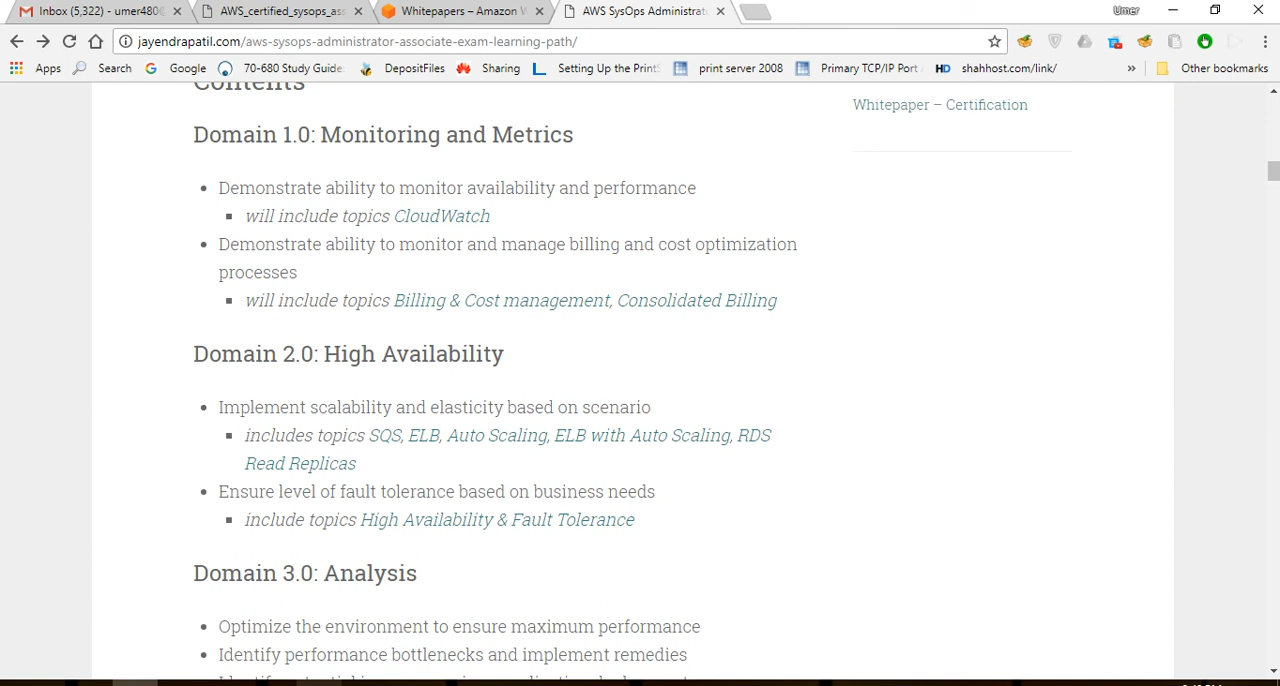 Inbox (5,322) - umer480@
AWS_certified_sysops_ass
Whitepapers – Amazon W
AWS SysOps Administrato
Umer
jayendrapatil.com/aws-sysops-administrator-associate-exam-learning-path/
Apps
Search
Google
70-680 Study Guide:
DepositFiles
Sharing
Setting Up the PrintS
print server 2008
Primary TCP/IP Port
HD shahhost.com/link/
»
Other bookmarks
Contents
Whitepaper – Certification
Domain 1.0: Monitoring and Metrics
• Demonstrate ability to monitor availability and performance
▪ will include topics CloudWatch
• Demonstrate ability to monitor and manage billing and cost optimization
processes
▪ will include topics Billing & Cost management, Consolidated Billing
Domain 2.0: High Availability
• Implement scalability and elasticity based on scenario
▪ includes topics SQS, ELB, Auto Scaling, ELB with Auto Scaling, RDS
Read Replicas
• Ensure level of fault tolerance based on business needs
▪ include topics High Availability & Fault Tolerance
Domain 3.0: Analysis
• Optimize the environment to ensure maximum performance
• Identify performance bottlenecks and implement remedies